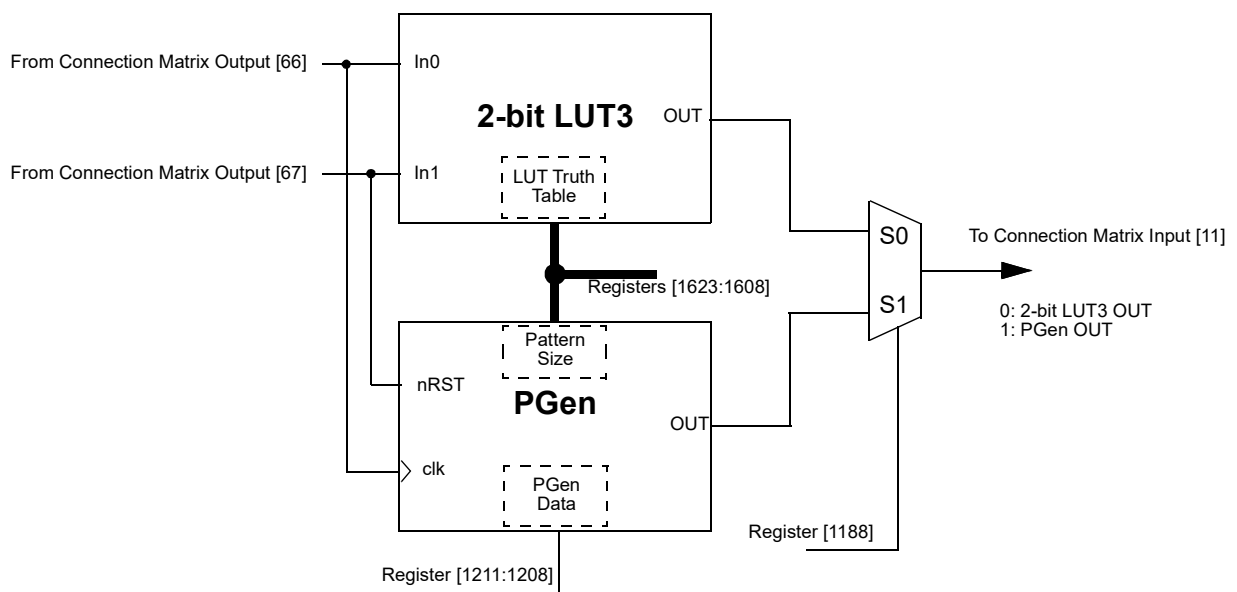 From Connection Matrix Output [66]
In0
2-bit LUT3
OUT
From Connection Matrix Output [67]
In1
LUT Truth
Table
S0
To Connection Matrix Input [11]
Registers [1623:1608]
S1
0: 2-bit LUT3 OUT
1: PGen OUT
Pattern
Size
nRST
PGen
OUT
clk
PGen
Data
Register [1188]
Register [1211:1208]